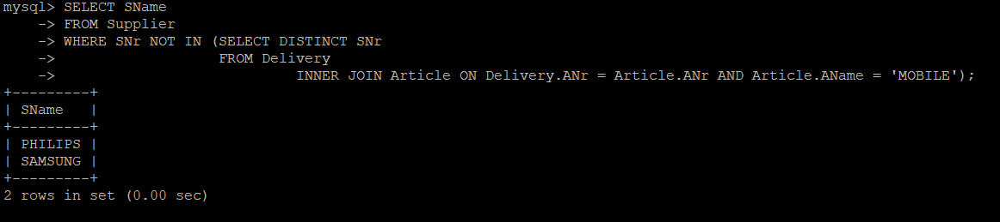 mysql> SELECT SName
    -> FROM Supplier
    -> WHERE SNr NOT IN (SELECT DISTINCT SNr
    ->                   FROM Delivery
    ->                            INNER JOIN Article ON Delivery.ANr = Article.ANr AND Article.AName = 'MOBILE');
+---------+
| SName   |
+---------+
| PHILIPS |
| SAMSUNG |
+---------+
2 rows in set (0.00 sec)